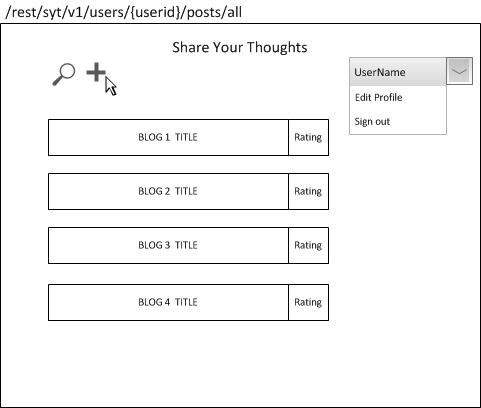 /rest/syt/v1/users/{userid}/posts/all
Share Your Thoughts
UserName
Edit Profile
Sign out
BLOG 1  TITLE
Rating
BLOG 2  TITLE
Rating
BLOG 3  TITLE
Rating
BLOG 4  TITLE
Rating